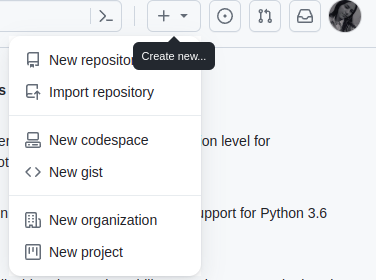 Create new...
New reposito
Import repository
s
New codespace
on level for
New gist
ot
New organization
upport for Python 3.6
New project